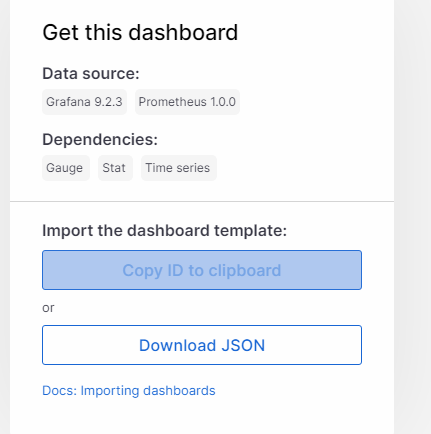 Get this dashboard
Data source:
Grafana 9.2.3 Prometheus 1.0.0
Dependencies:
Gauge Stat Time series
Import the dashboard template:
Copy ID to clipboard
or
Download JSON
Docs: Importing dashboards